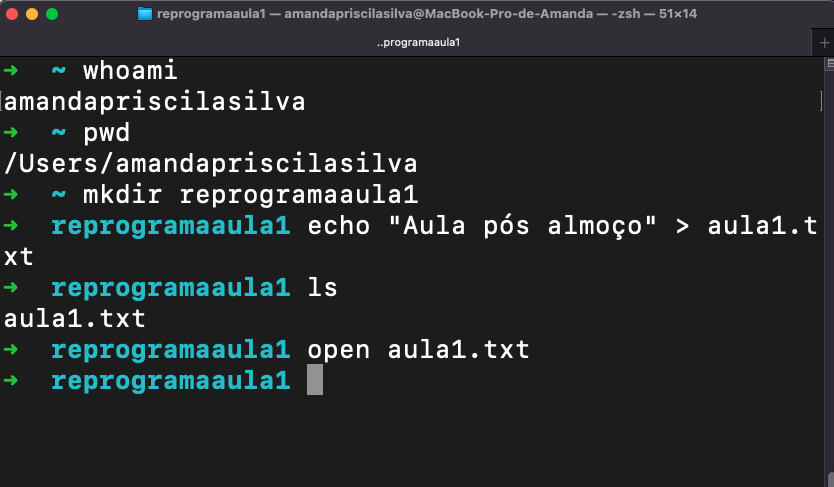 reprogramaaula1 — amandapriscilasilva@MacBook-Pro-de-Amanda — -zsh — 51×14
..programaaula1
+
➜ ~ whoami
amandapriscilasilva
➜ ~ pwd
/Users/amandapriscilasilva
➜ ~ mkdir reprogramaaula1
➜ reprogramaaula1 echo "Aula pós almoço" > aula1.t
xt
➜ reprogramaaula1 ls
aula1.txt
➜ reprogramaaula1 open aula1.txt
➜ reprogramaaula1